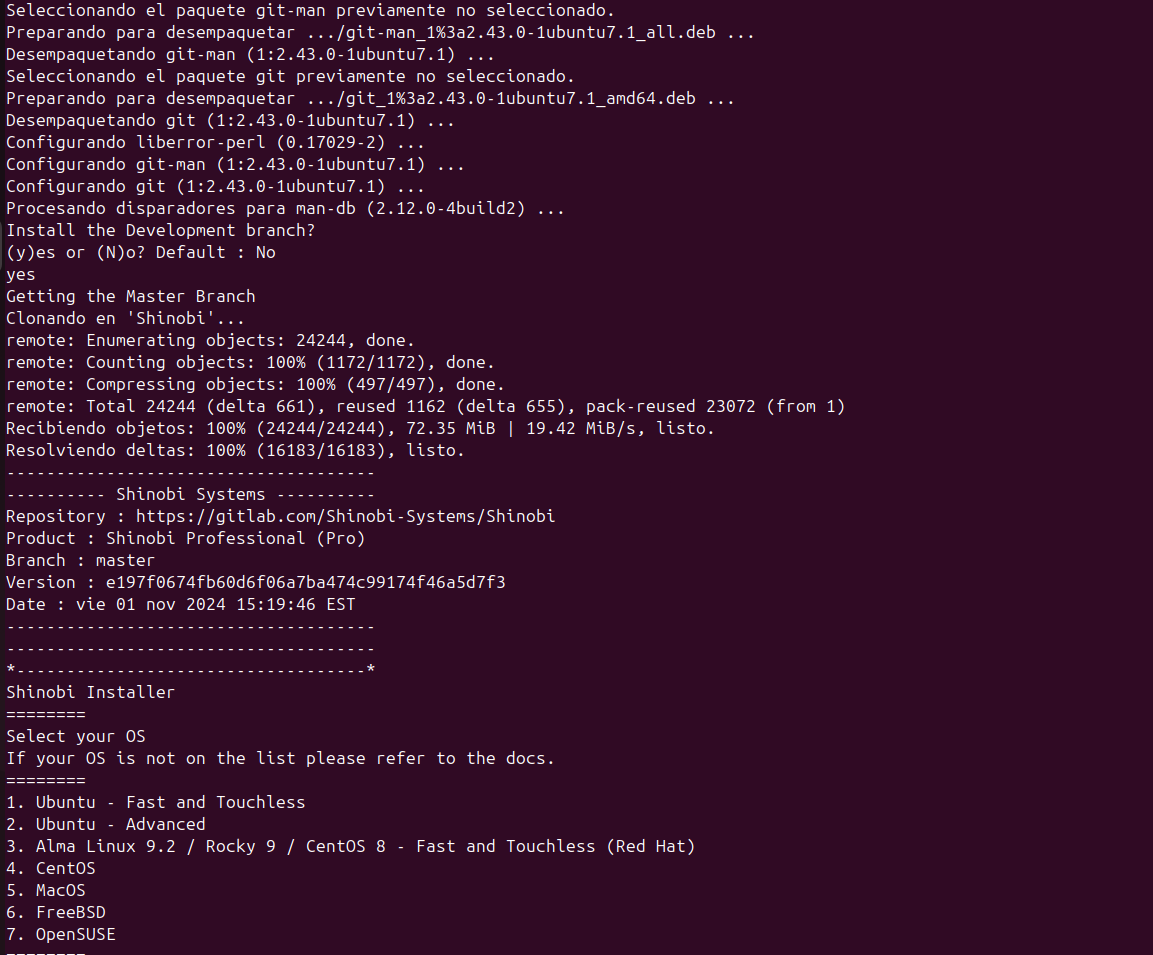 Seleccionando el paquete git-man previamente no seleccionado.
Preparando para desempaquetar .../git-man_1%3a2.43.0-1ubuntu7.1_all.deb ...
Desempaquetando git-man (1:2.43.0-1ubuntu7.1) ...
Seleccionando el paquete git previamente no seleccionado.
Preparando para desempaquetar .../git_1%3a2.43.0-1ubuntu7.1_amd64.deb ...
Desempaquetando git (1:2.43.0-1ubuntu7.1) ...
Configurando liberror-perl (0.17029-2) ...
Configurando git-man (1:2.43.0-1ubuntu7.1) ...
Configurando git (1:2.43.0-1ubuntu7.1) ...
Procesando disparadores para man-db (2.12.0-4build2) ...
Install the Development branch?
(y)es or (N)o? Default : No
yes
Getting the Master Branch
Clonando en 'Shinobi'...
remote: Enumerating objects: 24244, done.
remote: Counting objects: 100% (1172/1172), done.
remote: Compressing objects: 100% (497/497), done.
remote: Total 24244 (delta 661), reused 1162 (delta 655), pack-reused 23072 (from 1)
Recibiendo objetos: 100% (24244/24244), 72.35 MiB | 19.42 MiB/s, listo.
Resolviendo deltas: 100% (16183/16183), listo.
-------------------------------------
---------- Shinobi Systems ----------
Repository : https://gitlab.com/Shinobi-Systems/Shinobi
Product : Shinobi Professional (Pro)
Branch : master
Version : e197f0674fb60d6f06a7ba474c99174f46a5d7f3
Date : vie 01 nov 2024 15:19:46 EST
-------------------------------------
-------------------------------------
*-----------------------------------*
Shinobi Installer
========
Select your OS
If your OS is not on the list please refer to the docs.
========
1. Ubuntu - Fast and Touchless
2. Ubuntu - Advanced
3. Alma Linux 9.2 / Rocky 9 / CentOS 8 - Fast and Touchless (Red Hat)
4. CentOS
5. MacOS
6. FreeBSD
7. OpenSUSE
========